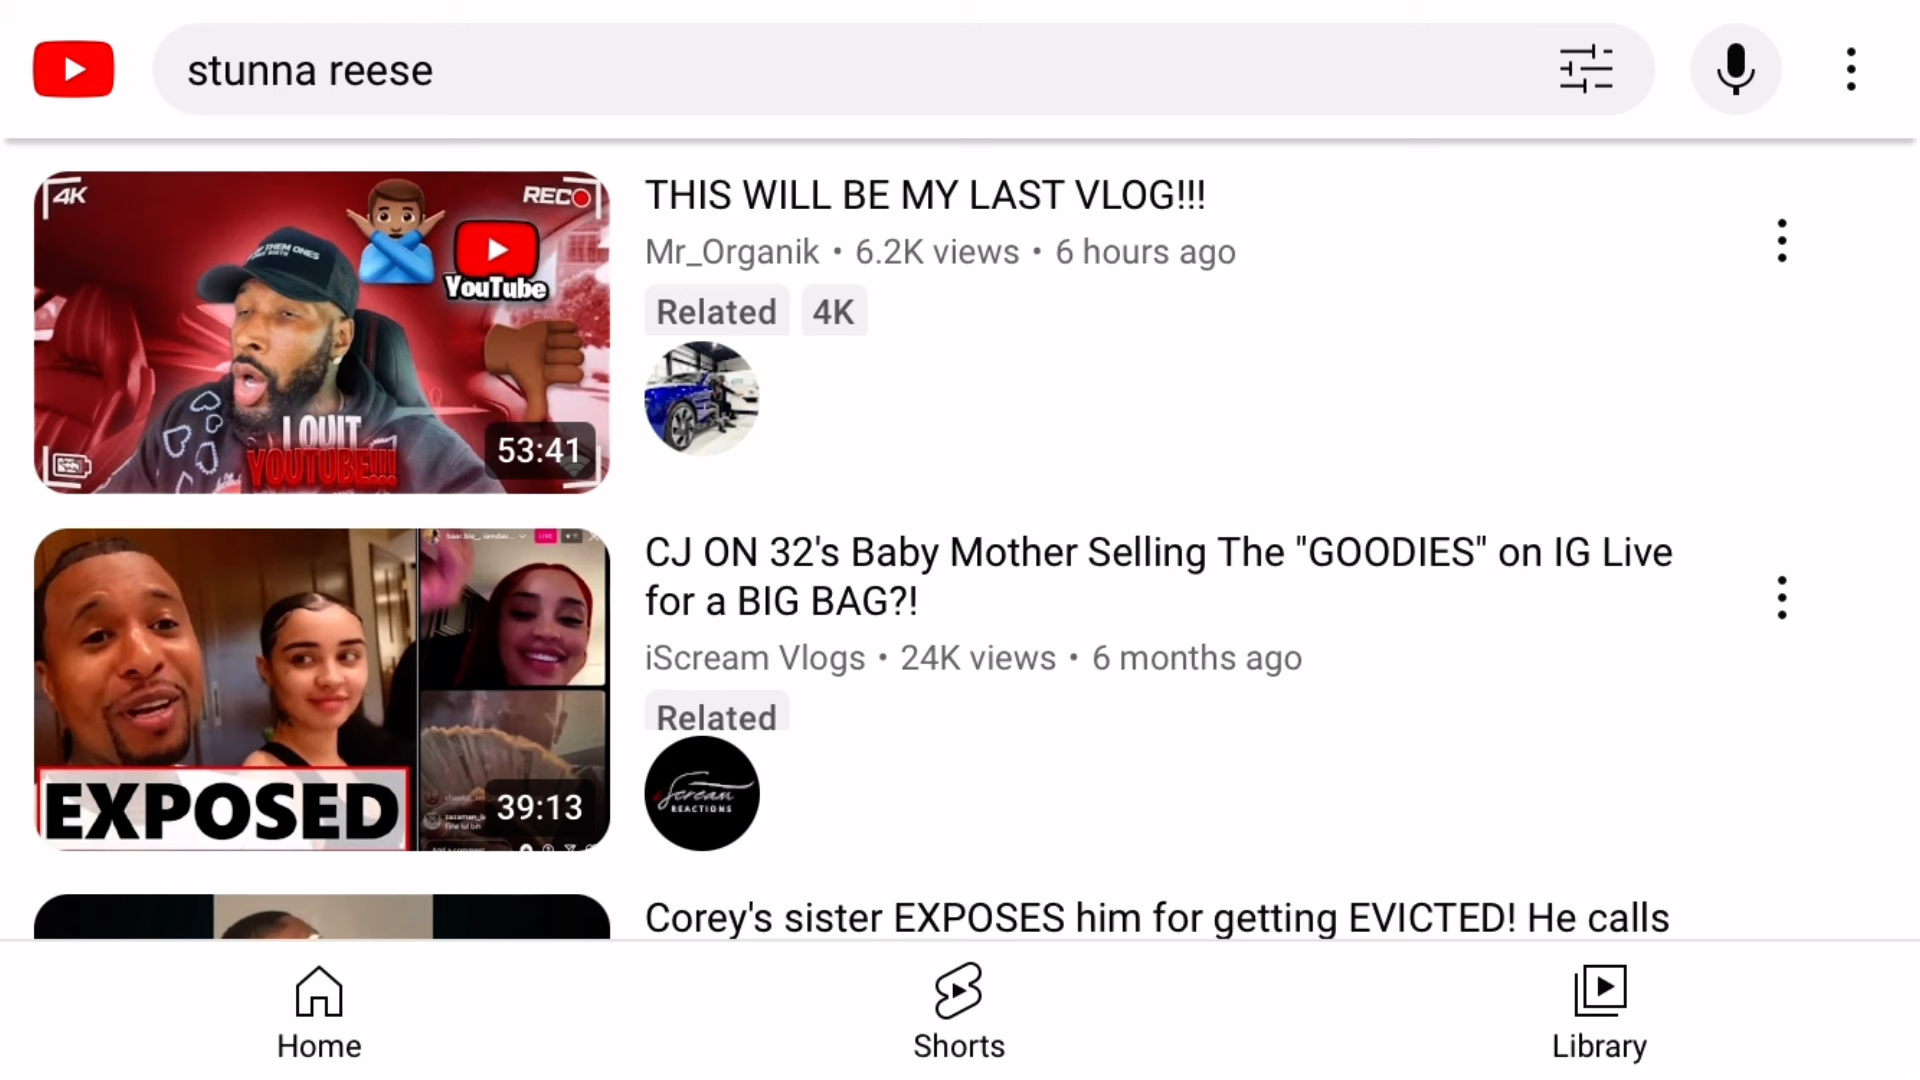 stunna reese
4K
REC
THEM ONES
YouTube
I QUIT
YOUTUBE!!!!
53:41
THIS WILL BE MY LAST VLOG!!!
Mr_Organik • 6.2K views • 6 hours ago
Related 4K
LIVE
EXPOSED
39:13
CJ ON 32's Baby Mother Selling The "GOODIES" on IG Live
for a BIG BAG?!
iScream Vlogs • 24K views • 6 months ago
Related
iScream
REACTIONS
Corey's sister EXPOSES him for getting EVICTED! He calls
Home
Shorts
Library